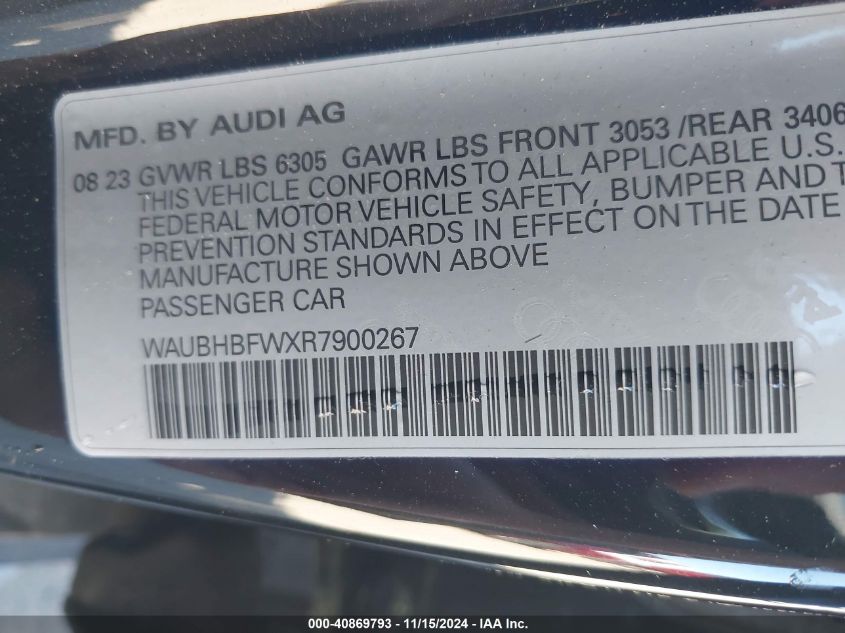 MFD. BY AUDI AG
08 23 GVWR LBS 6305 GAWR LBS FRONT 3053 /REAR 3406
THIS VEHICLE CONFORMS TO ALL APPLICABLE U.S.
FEDERAL MOTOR VEHICLE SAFETY, BUMPER AND T
PREVENTION STANDARDS IN EFFECT ON THE DATE
MANUFACTURE SHOWN ABOVE
PASSENGER CAR
WAUBHBFWXR7900267
000-40869793 - 11/15/2024 - IAA Inc.